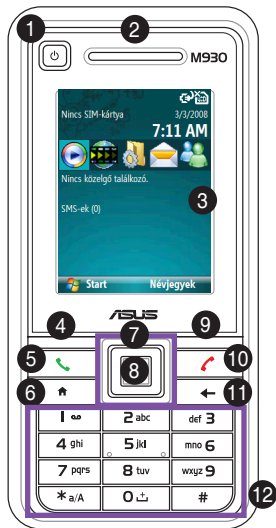 1
2
M930
Nincs SIM-kártya
3/3/2008
7:11 AM
Nincs közelgő találkozó.
3
SMS-ek (0)
Start
Névjegyek
ASUS
4
7
9
5
8
10
6
11
1
2 abc
def 3
4 ghi
5 jkl
mno 6
7 pqrs
8 tuv
wxyz 9
* a/A
0 +
#
12